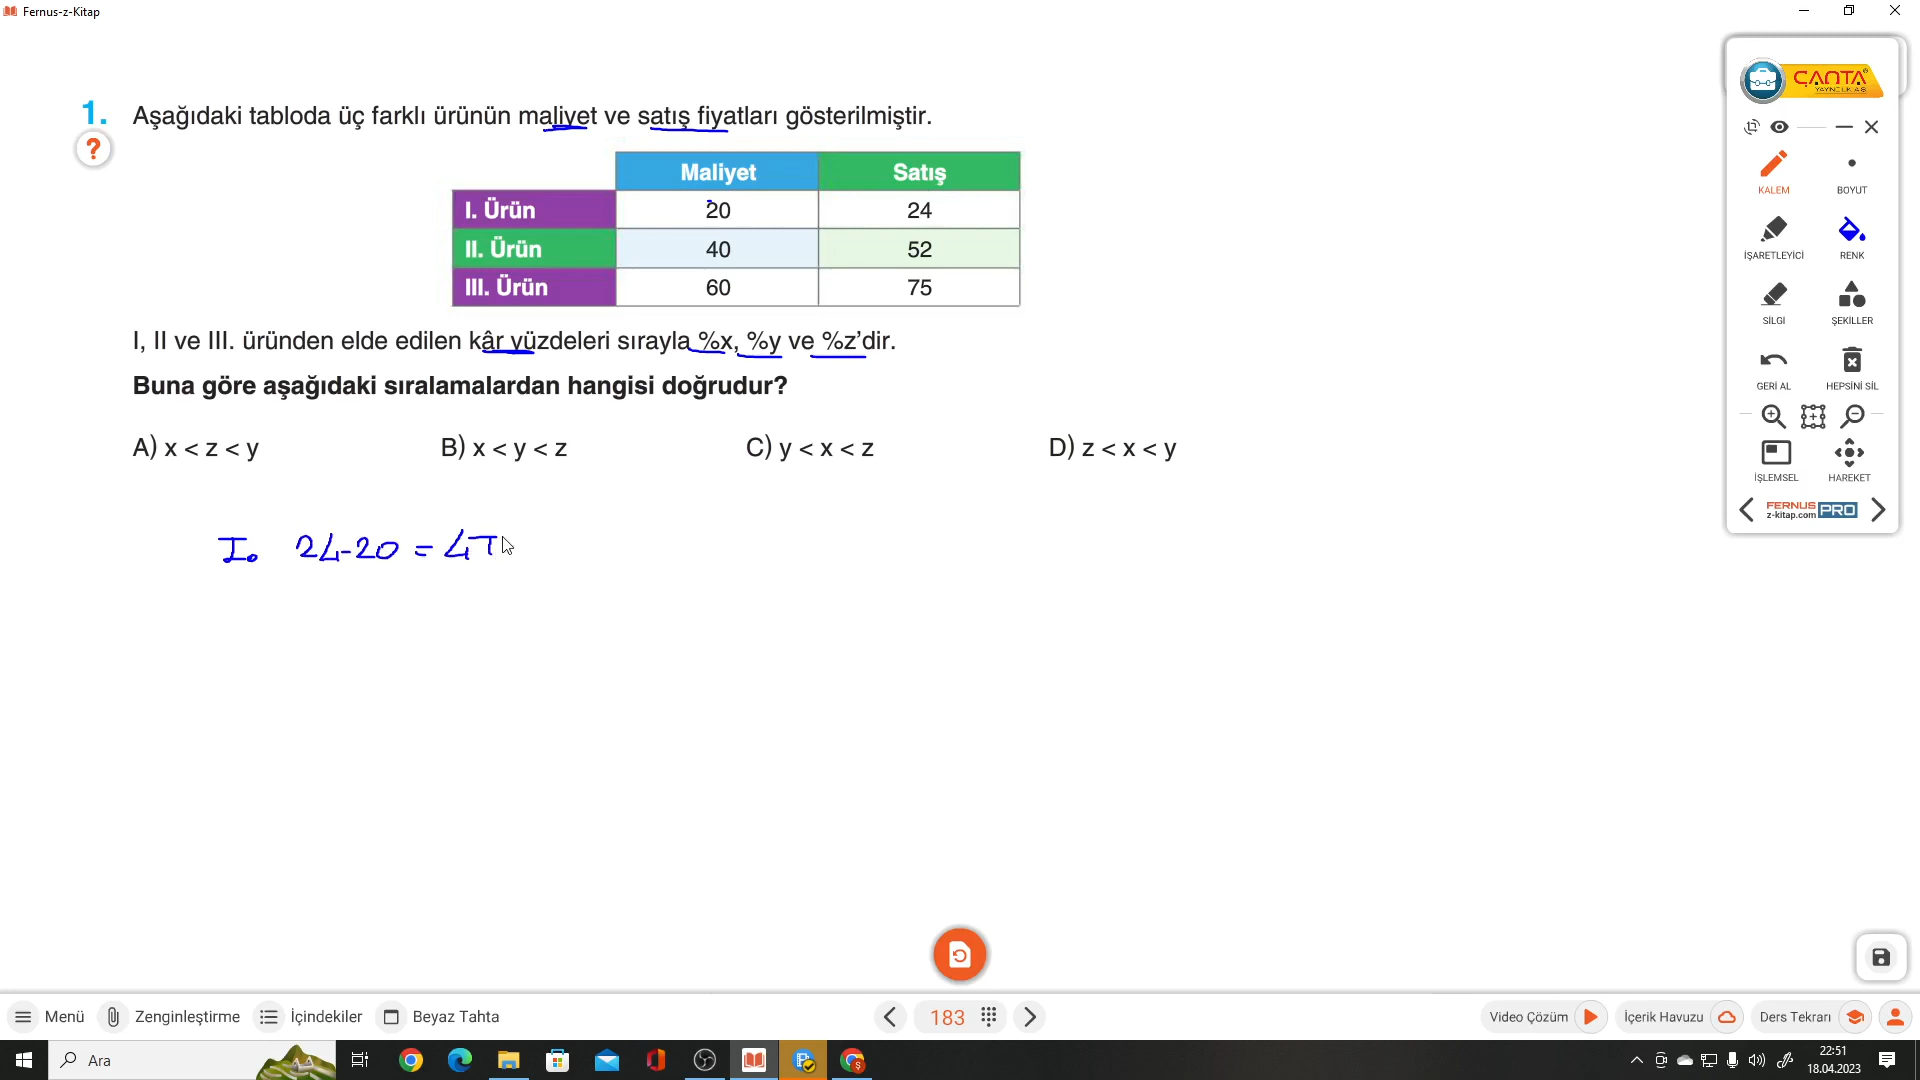 Fernus-z-Kitap
1. Aşağıdaki tabloda üç farklı ürünün maliyet ve satış fiyatları gösterilmiştir.
?
Maliyet Satış
I. Ürün 20 24
II. Ürün 40 52
III. Ürün 60 75
I, II ve III. üründen elde edilen kâr yüzdeleri sırayla %x, %y ve %z'dir.
Buna göre aşağıdaki sıralamalardan hangisi doğrudur?
A) x < z < y B) x < y < z C) y < x < z D) z < x < y
I. 24-20 = 4T
ÇANTA
YAYINCILIK A.Ş.
KALEM BOYUT
İŞARETLEYİCİ RENK
SİLGİ ŞEKİLLER
GERİ AL HEPSİNİ SİL
İŞLEMSEL HAREKET
FERNUS
z-kitap.com PRO
Menü Zenginleştirme İçindekiler Beyaz Tahta 183 Video Çözüm İçerik Havuzu Ders Tekrarı
Ara
22:51
18.04.2023